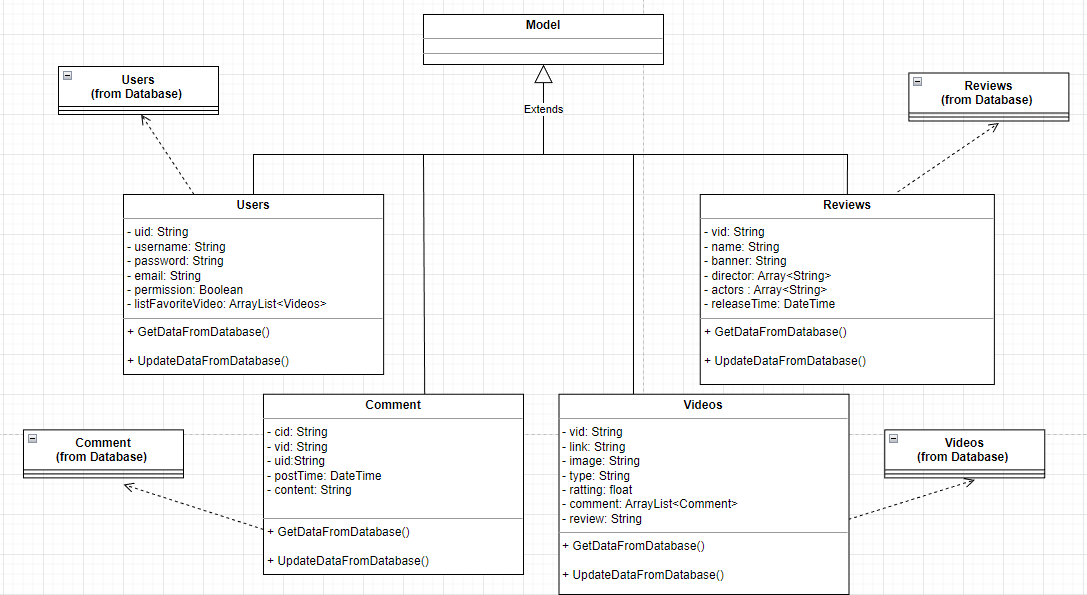 Model
Users
(from Database)
Reviews
(from Database)
Extends
Users
- uid: String
- username: String
- password: String
- email: String
- permission: Boolean
- listFavoriteVideo: ArrayList<Videos>
+ GetDataFromDatabase()
+ UpdateDataFromDatabase()
Reviews
- vid: String
- name: String
- banner: String
- director: Array<String>
- actors : Array<String>
- releaseTime: DateTime
+ GetDataFromDatabase()
+ UpdateDataFromDatabase()
Comment
(from Database)
Comment
- cid: String
- vid: String
- uid:String
- postTime: DateTime
- content: String
+ GetDataFromDatabase()
+ UpdateDataFromDatabase()
Videos
- vid: String
- link: String
- image: String
- type: String
- ratting: float
- comment: ArrayList<Comment>
- review: String
+ GetDataFromDatabase()
+ UpdateDataFromDatabase()
Videos
(from Database)